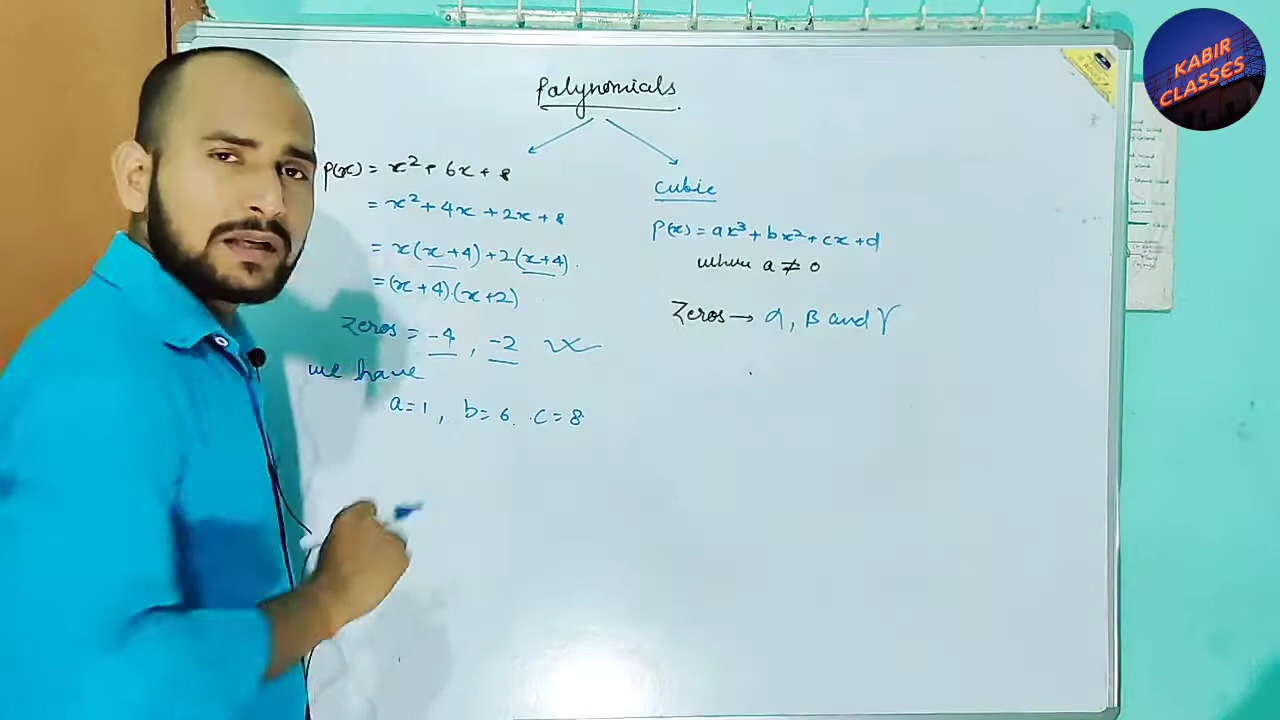 Polynomials
p(x) = x² + 6x + 8
= x² + 4x + 2x + 8
= x(x+4) + 2(x+4).
= (x+4).(x+2)
Zeros = -4, -2
we have
a=1, b=6. c=8
cubic
p(x) = ax³ + bx² + cx + d
where a ≠ 0
Zeros → α, β and γ
KABIR
CLASSES